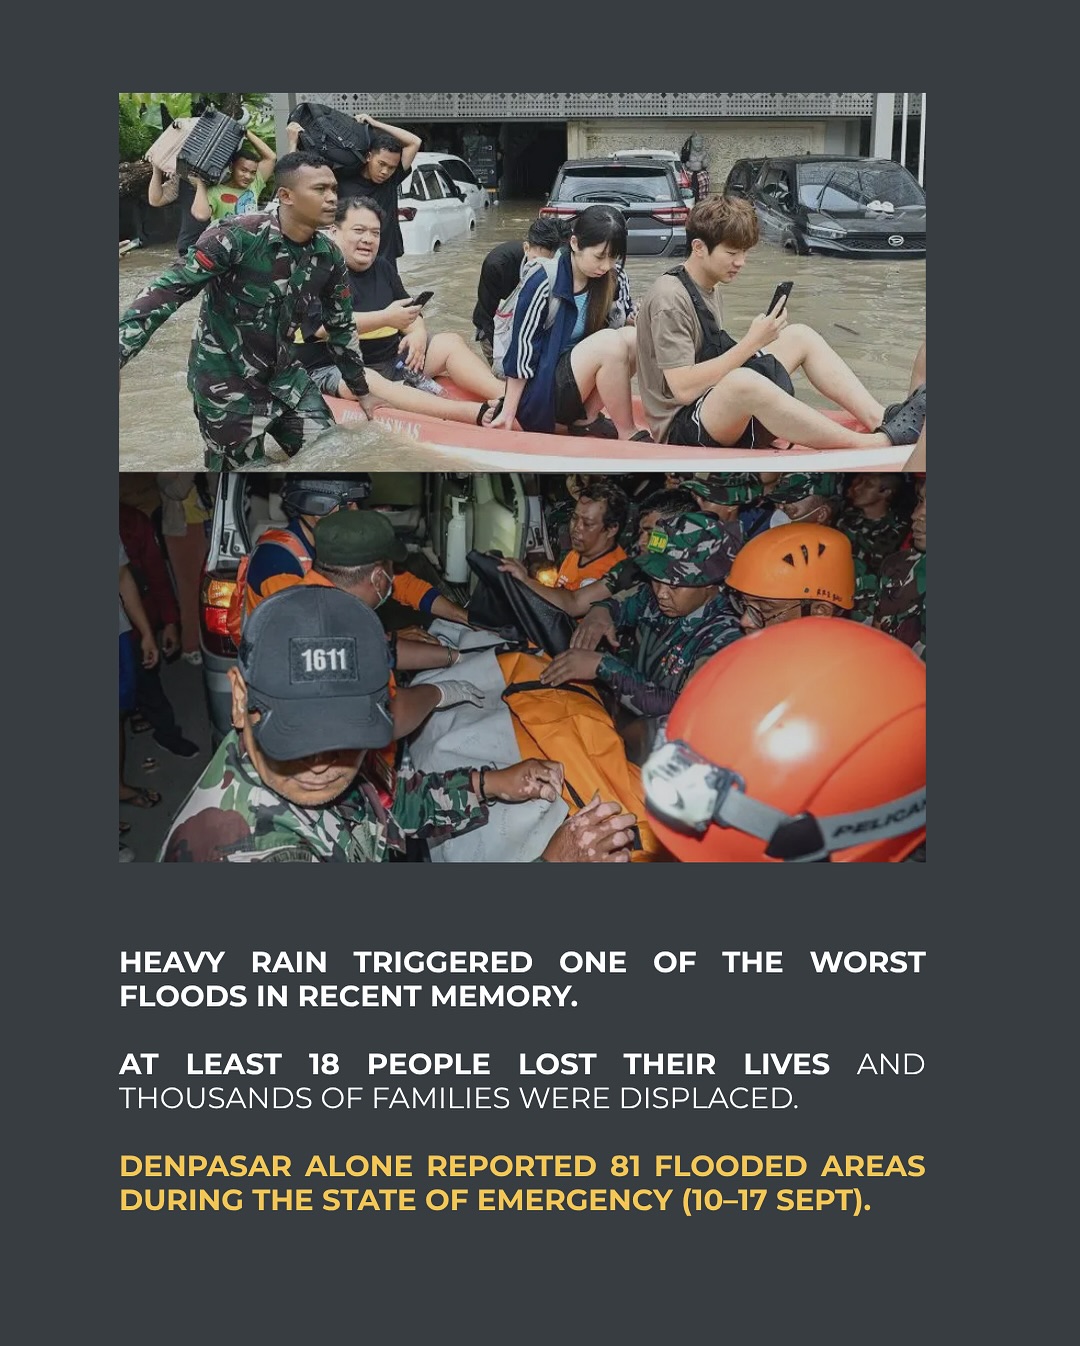 1611
PELICAN
HEAVY RAIN TRIGGERED ONE OF THE WORST
FLOODS IN RECENT MEMORY.
AT LEAST 18 PEOPLE LOST THEIR LIVES AND
THOUSANDS OF FAMILIES WERE DISPLACED.
DENPASAR ALONE REPORTED 81 FLOODED AREAS
DURING THE STATE OF EMERGENCY (10–17 SEPT).